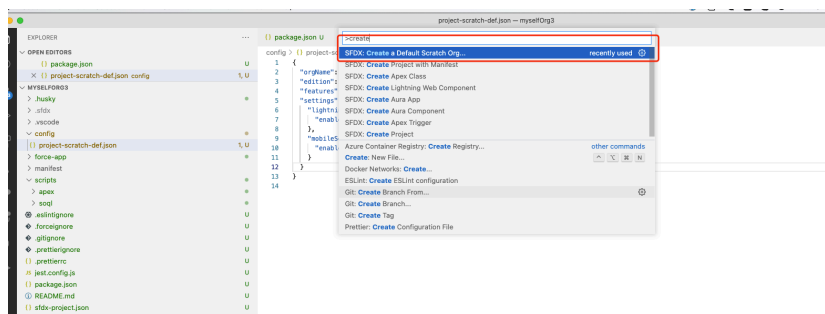 project-scratch-def.json — myselfOrg3
EXPLORER
...
OPEN EDITORS
{} package.json U
× {} project-scratch-def.json config 1, U
MYSELFORG3
> .husky
> .sfdx
> .vscode
config
{} project-scratch-def.json 1, U
> force-app
> manifest
scripts
> apex
> soql
.eslintignore U
.forceignore U
.gitignore U
.prettierignore U
{} .prettierrc U
jest.config.js U
{} package.json U
README.md U
{} sfdx-project.json U
{} package.json U
config > {} project-s
1 {
2 "orgName":
3 "edition":
4 "features"
5 "settings"
6 "lightni
7 "enabl
8 },
9 "mobileS
10 "enabl
11 }
12 }
13 }
14
>create
SFDX: Create a Default Scratch Org... recently used
SFDX: Create Project with Manifest
SFDX: Create Apex Class
SFDX: Create Lightning Web Component
SFDX: Create Aura App
SFDX: Create Aura Component
SFDX: Create Apex Trigger
SFDX: Create Project
Azure Container Registry: Create Registry... other commands
Create: New File... ^ ⌥ ⌘ N
Docker Networks: Create...
ESLint: Create ESLint configuration
Git: Create Branch From...
Git: Create Branch...
Git: Create Tag
Prettier: Create Configuration File